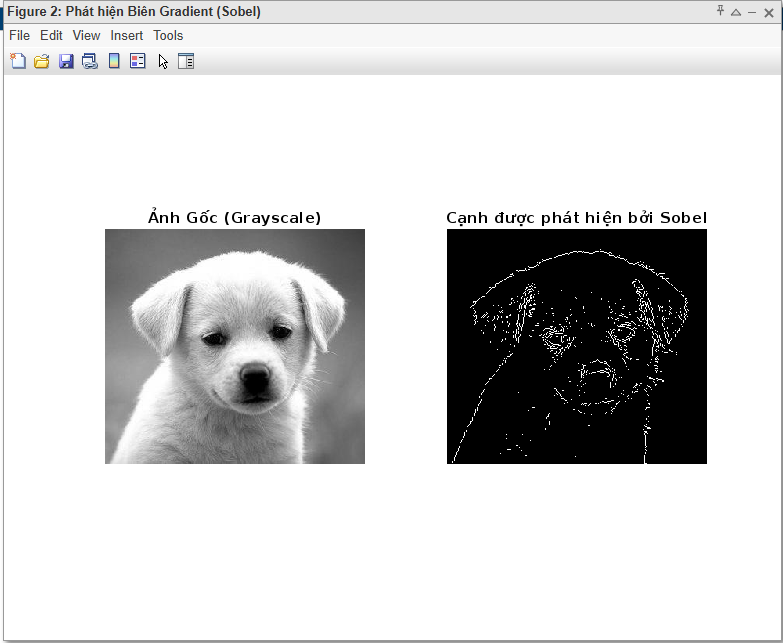 Figure 2: Phát hiện Biên Gradient (Sobel)
File Edit View Insert Tools
Ảnh Gốc (Grayscale)
Cạnh được phát hiện bởi Sobel